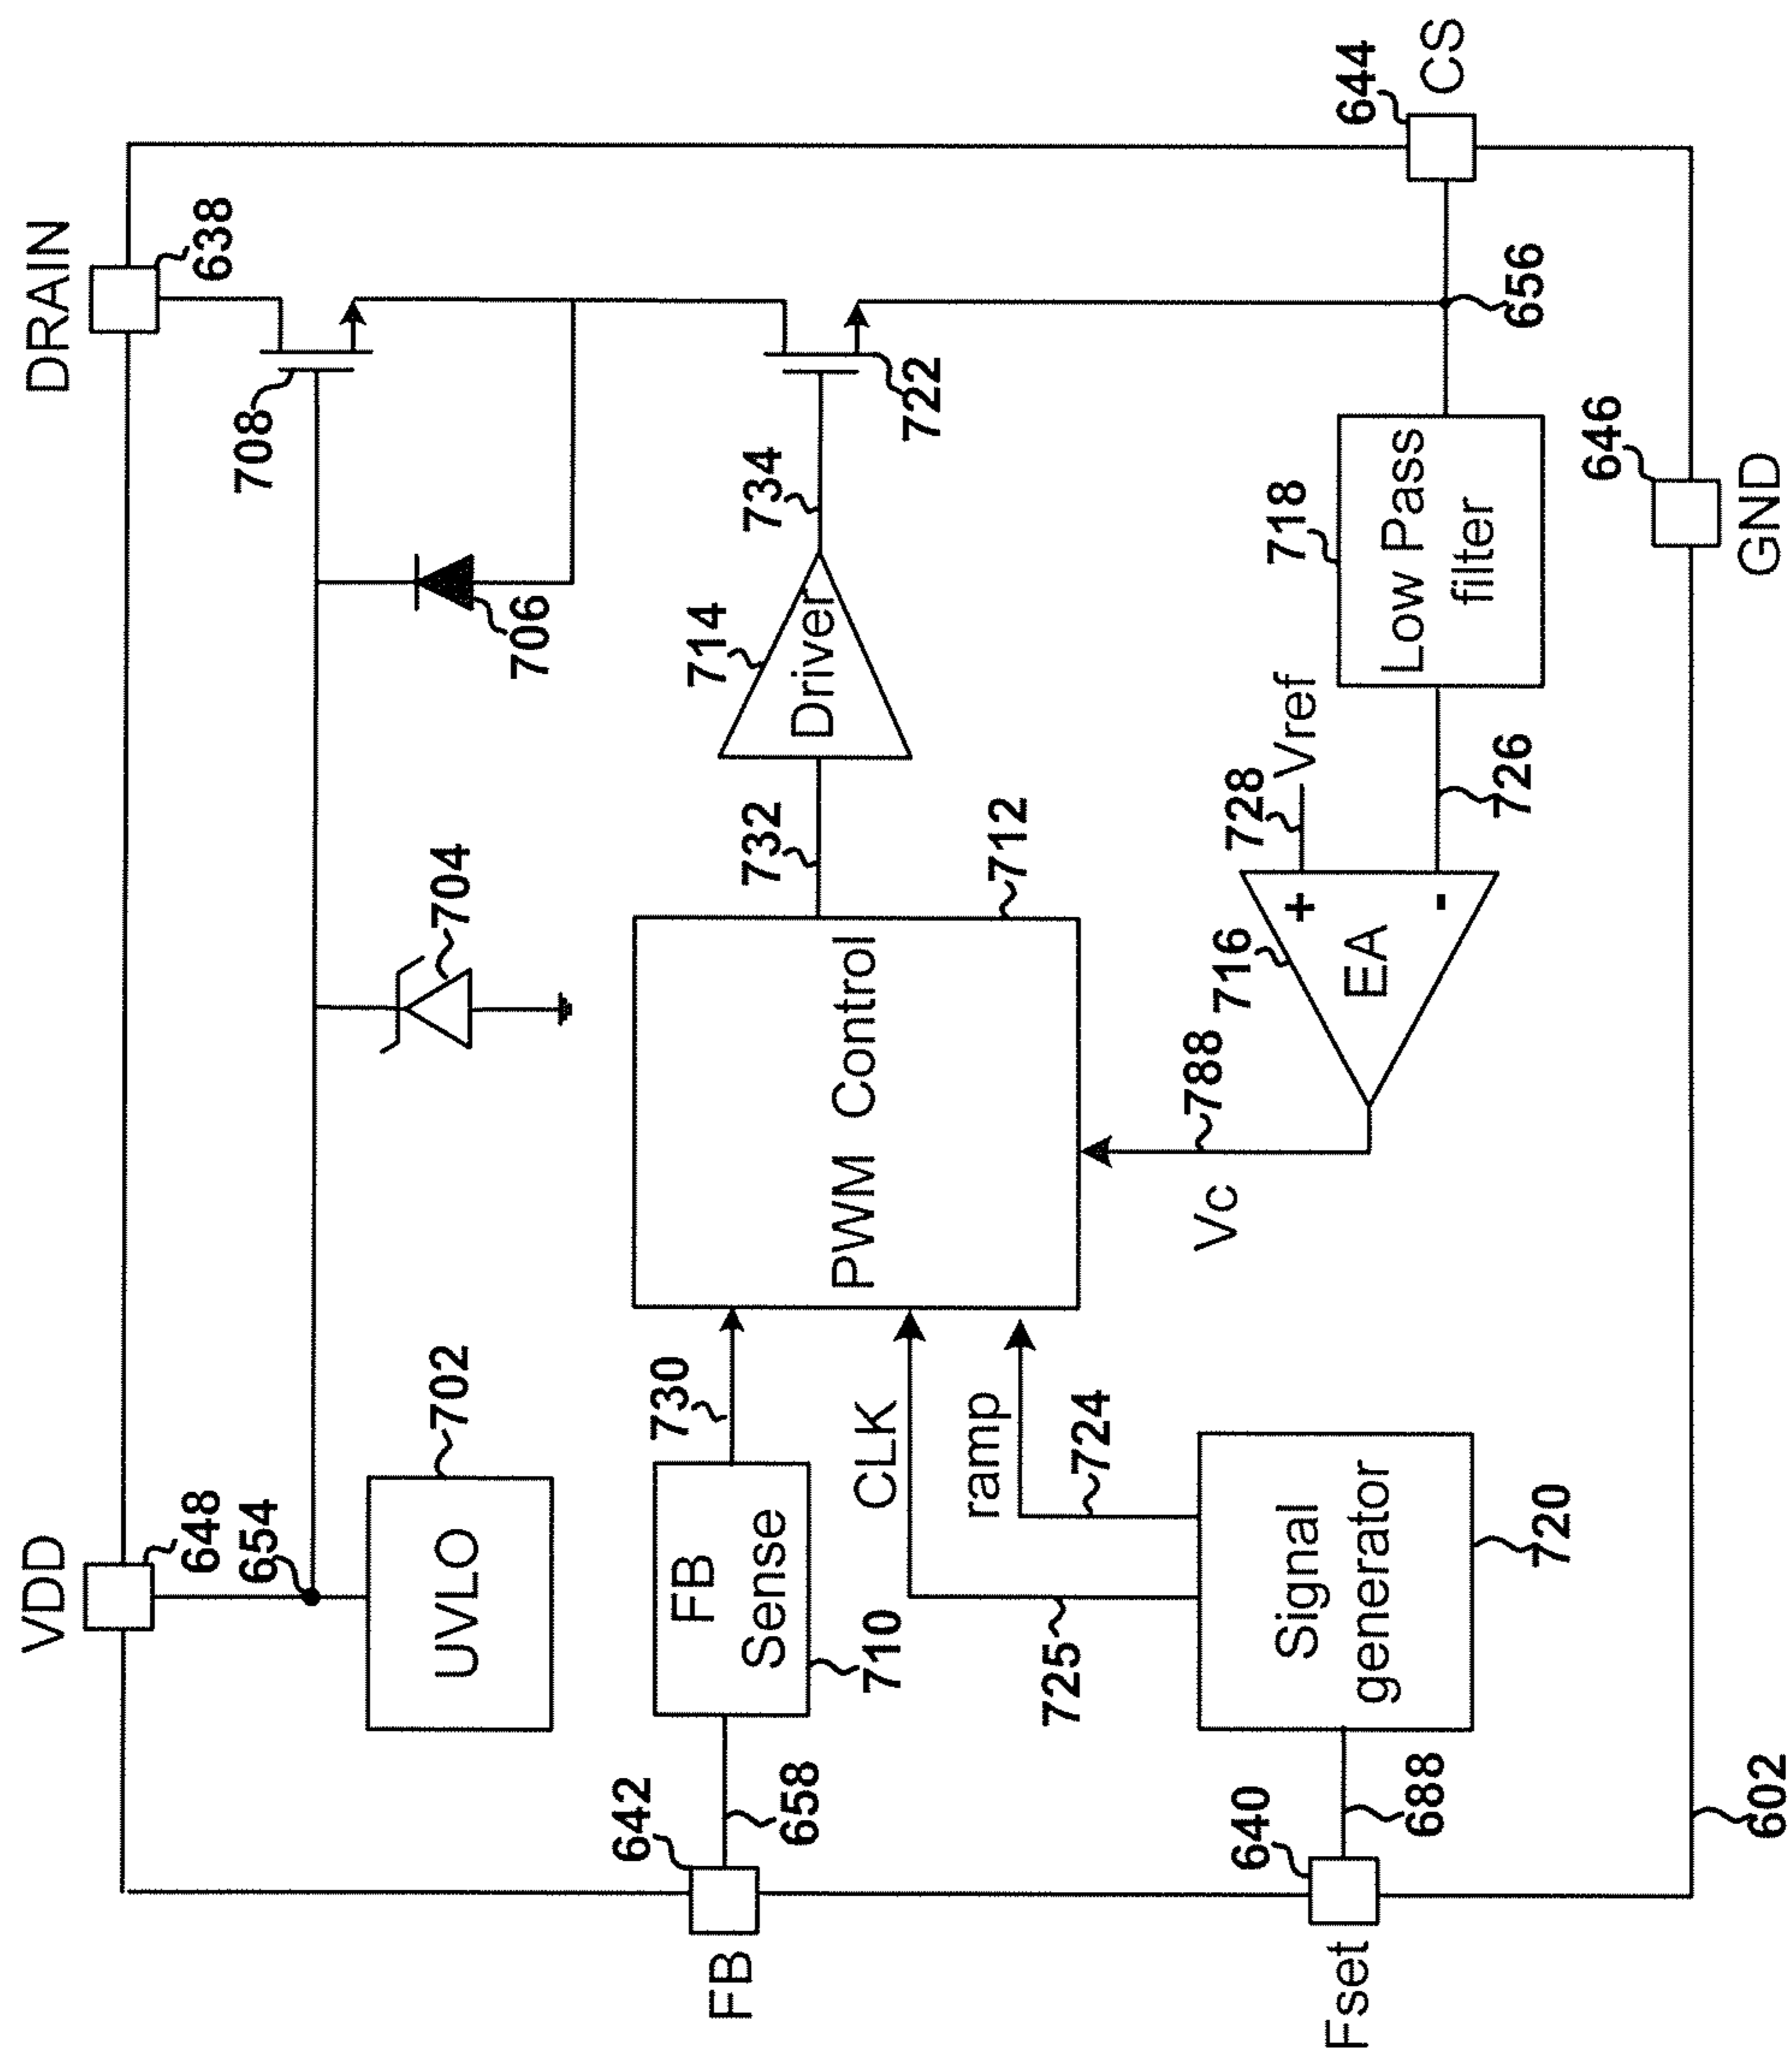 VDD
DRAIN
648
638
654
708
UVLO
702
704
706
642
FB
Sense
730
714
FB
732
734
658
Driver
PWM Control
710
CLK
722
ramp
712
725
724
788
Vc
716
728
640
Vref
718
Signal
generator
Fset
EA
644
Low Pass
filter
CS
688
726
656
720
646
602
GND